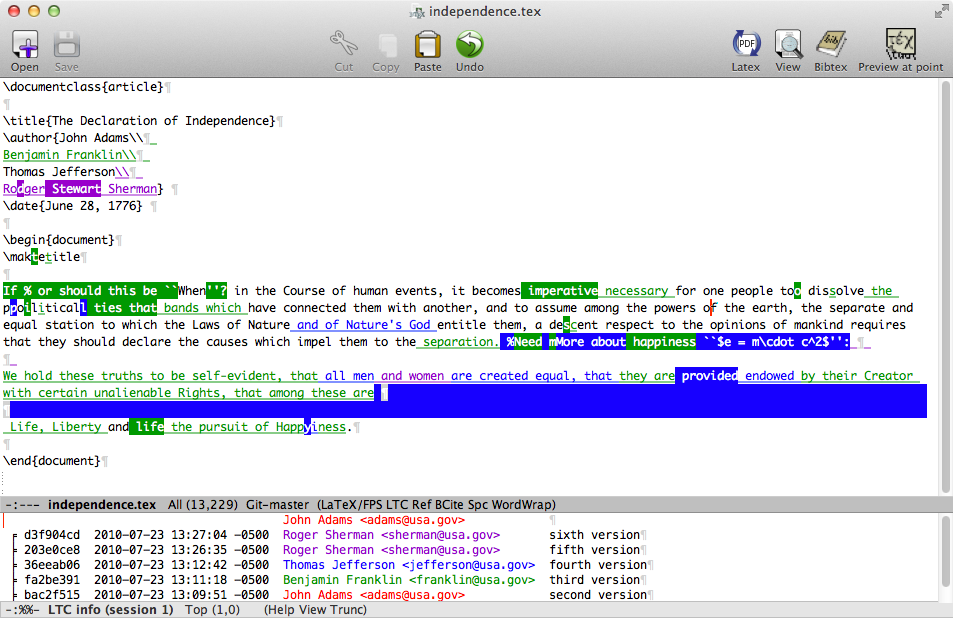 independence.tex
Open Save Cut Copy Paste Undo Latex View Bibtex Preview at point
PDF
\documentclass{article}¶
¶
\title{The Declaration of Independence}¶
\author{John Adams\\¶
Benjamin Franklin\\¶
Thomas Jefferson\\¶
Rodger Stewart Sherman} ¶
\date{June 28, 1776} ¶
¶
\begin{document}¶
\maktetitle¶
¶
If % or should this be ``When''? in the Course of human events, it becomes imperative necessary for one people too dissolve the
ppoiliticall ties that bands which have connected them with another, and to assume among the powers of the earth, the separate and
equal station to which the Laws of Nature and of Nature's God entitle them, a descent respect to the opinions of mankind requires
that they should declare the causes which impel them to the separation. %Need mMore about happiness ``$e = m\cdot c^2$'': ¶
¶
We hold these truths to be self-evident, that all men and women are created equal, that they are provided endowed by their Creator
with certain unalienable Rights, that among these are ¶
¶
Life, Liberty and life the pursuit of Happyiness.¶
¶
\end{document}¶
-:--- independence.tex All (13,229) Git-master (LaTeX/FPS LTC Ref BCite Spc WordWrap)
John Adams <adams@usa.gov> ¶
d3f904cd 2010-07-23 13:27:04 -0500 Roger Sherman <sherman@usa.gov> sixth version¶
203e0ce8 2010-07-23 13:26:35 -0500 Roger Sherman <sherman@usa.gov> fifth version¶
36eeab06 2010-07-23 13:12:42 -0500 Thomas Jefferson <jefferson@usa.gov> fourth version¶
fa2be391 2010-07-23 13:11:18 -0500 Benjamin Franklin <franklin@usa.gov> third version¶
bac2f515 2010-07-23 13:09:51 -0500 John Adams <adams@usa.gov> second version¶
-:%%- LTC info (session 1) Top (1,0) (Help View Trunc)